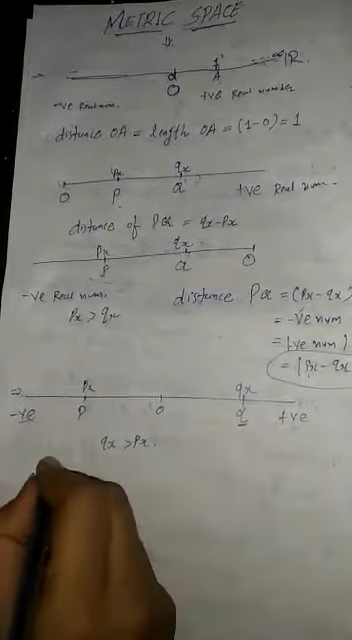 METRIC SPACE
⇓
-∞ d 1 ∞ IR.
O A
-ve Real num. +ve Real number
distance OA = length OA = (1-0) = 1
Px qx
O P Q +ve Real num.
distance of PQ = qx-Px
Px qx
P Q O
-ve Real num. distance PQ = (Px-qx)
Px > qx = -ve num
= |-ve num|
= |Px-qx
⇒ Px qx
-ve P O q +ve
qx > Px.